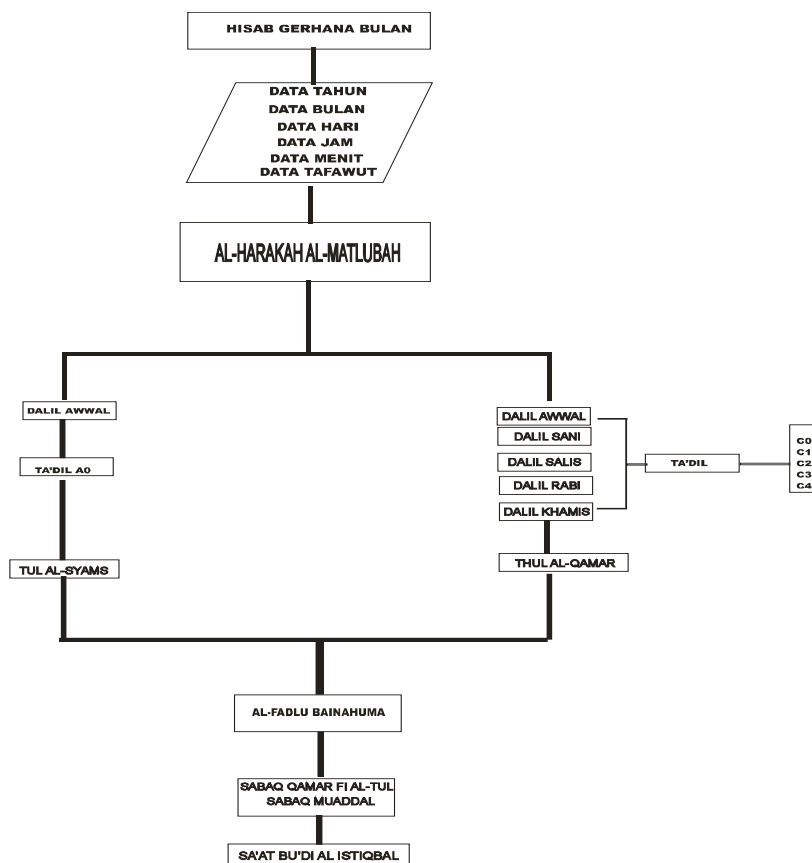 HISAB GERHANA BULAN
DATA TAHUN
DATA BULAN
DATA HARI
DATA JAM
DATA MENIT
DATA TAFAWUT
AL-HARAKAH AL-MATLUBAH
DALIL AWWAL
TA'DIL A0
TUL AL-SYAMS
DALIL AWWAL
DALIL SANI
DALIL SALIS
DALIL RABI
DALIL KHAMIS
THUL AL-QAMAR
TA'DIL
C0
C1
C2
C3
C4
AL-FADLU BAINAHUMA
SABAQ QAMAR FI AL-TUL
SABAQ MUADDAL
SA'AT BU'DI AL ISTIQBAL